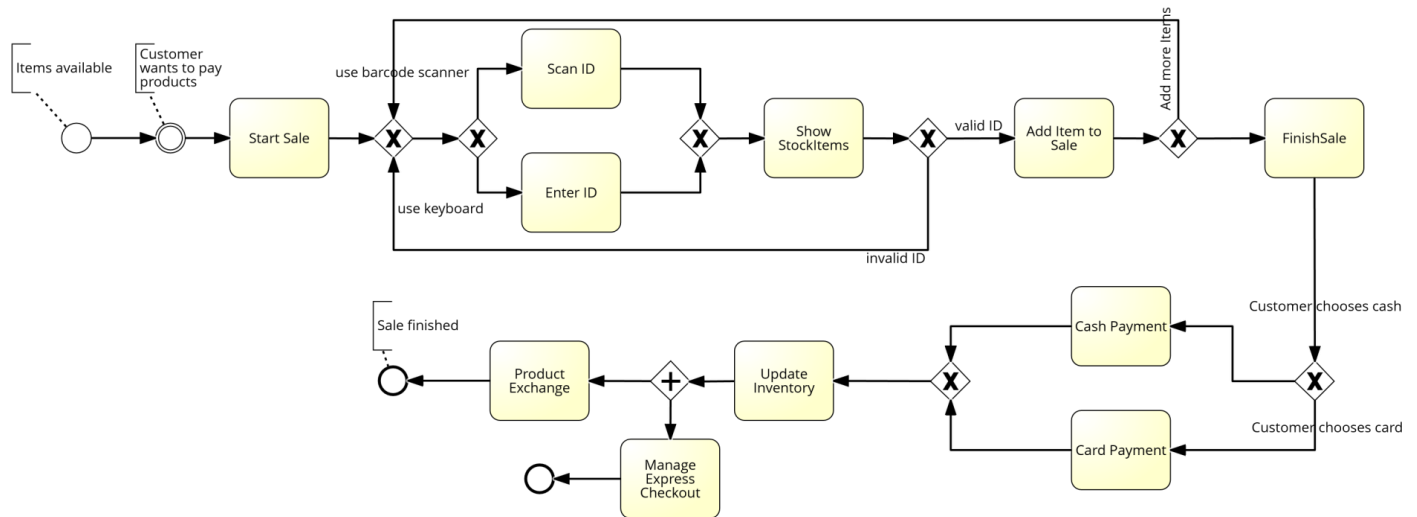 Items available
Customer
wants to pay
products
Start Sale
use barcode scanner
Scan ID
Enter ID
use keyboard
Show
StockItems
valid ID
invalid ID
Add Item to
Sale
Add more Items
FinishSale
Customer chooses cash
Cash Payment
Customer chooses card
Card Payment
Update
Inventory
Product
Exchange
Sale finished
Manage
Express
Checkout